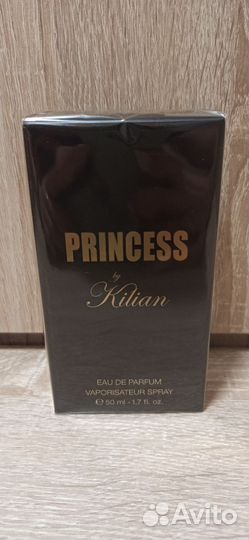 PRINCESS
by
Kilian
EAU DE PARFUM
VAPORISATEUR SPRAY
℮ 50 ml - 1.7 fl. oz.
Avito